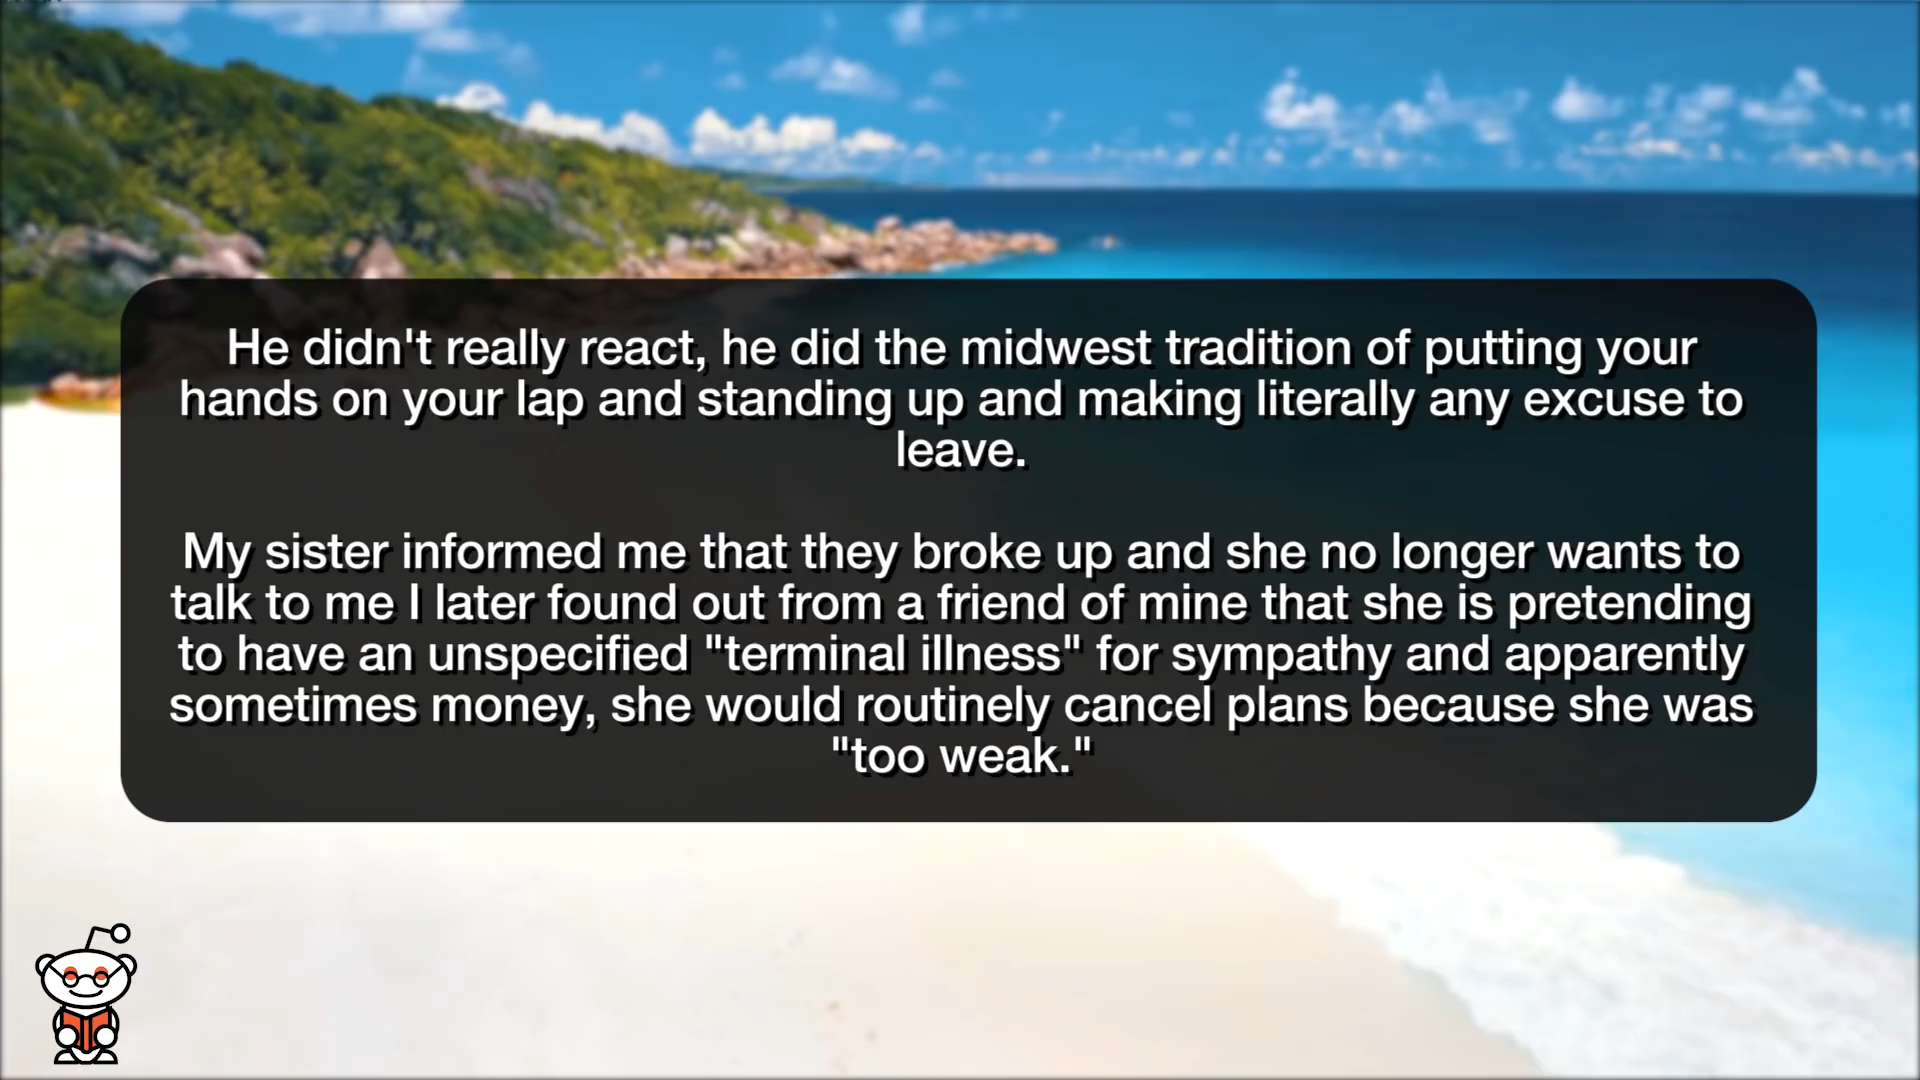 He didn't really react, he did the midwest tradition of putting your
hands on your lap and standing up and making literally any excuse to
leave.
My sister informed me that they broke up and she no longer wants to
talk to me I later found out from a friend of mine that she is pretending
to have an unspecified "terminal illness" for sympathy and apparently
sometimes money, she would routinely cancel plans because she was
"too weak."